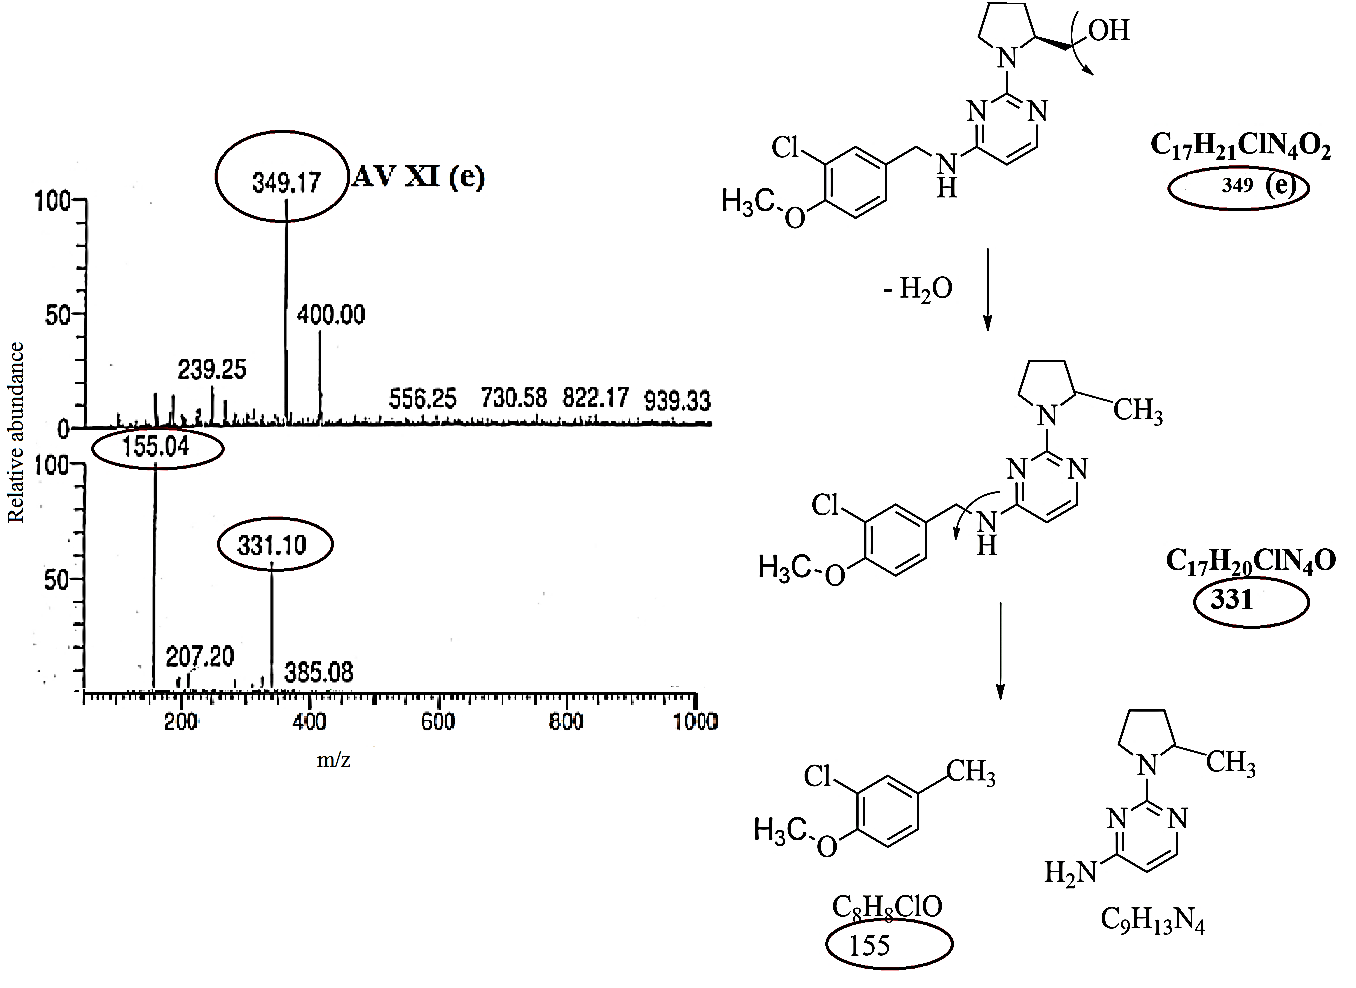 349.17
AV XI (e)
100
400.00
50
239.25
556.25
730.58
822.17
939.33
0
155.04
100
331.10
50
207.20
385.08
200
400
600
800
1000
m/z
Relative abundance
OH
N
N
N
Cl
N
H
H₃C
O
C₁₇H₂₁ClN₄O₂
349 (e)
- H₂O
N
CH₃
N
N
Cl
N
H
H₃C
O
C₁₇H₂₀ClN₄O
331
Cl
CH₃
H₃C
O
C₈H₈ClO
155
N
CH₃
N
N
H₂N
C₉H₁₃N₄